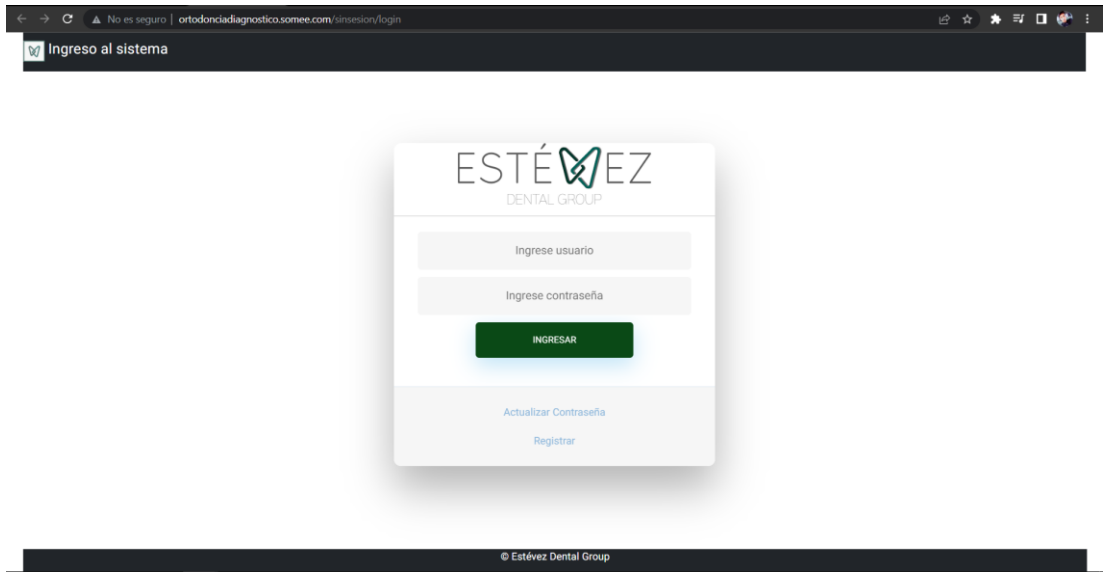 No es seguro | ortodonciadiagnostico.somee.com/sinsesion/login
Ingreso al sistema
ESTÉVEZ
DENTAL GROUP
Ingrese usuario
Ingrese contraseña
INGRESAR
Actualizar Contraseña
Registrar
© Estévez Dental Group